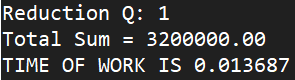 Reduction Q: 1
Total Sum = 3200000.00
TIME OF WORK IS 0.013687